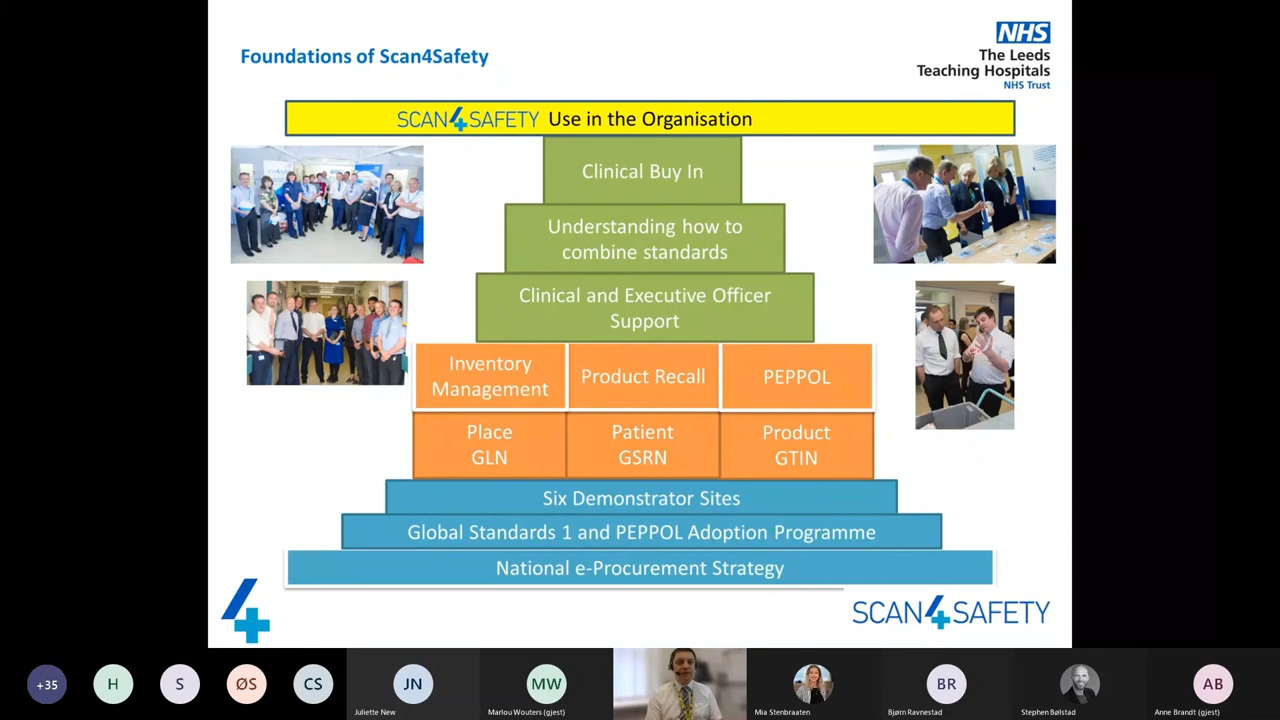 Foundations of Scan4Safety
NHS
The Leeds
Teaching Hospitals
NHS Trust
SCAN4SAFETY Use in the Organisation
Clinical Buy In
Understanding how to
combine standards
Clinical and Executive Officer
Support
Inventory
Management
Product Recall
PEPPOL
Place
GLN
Patient
GSRN
Product
GTIN
Six Demonstrator Sites
Global Standards 1 and PEPPOL Adoption Programme
National e-Procurement Strategy
4
SCAN4SAFETY
+35
H
S
ØS
CS
JN
Juliette New
MW
Marlou Wouters (gjest)
Mia Stenbraaten
BR
Bjørn Ravnestad
Stephen Bølstad
AB
Anne Brandt (gjest)